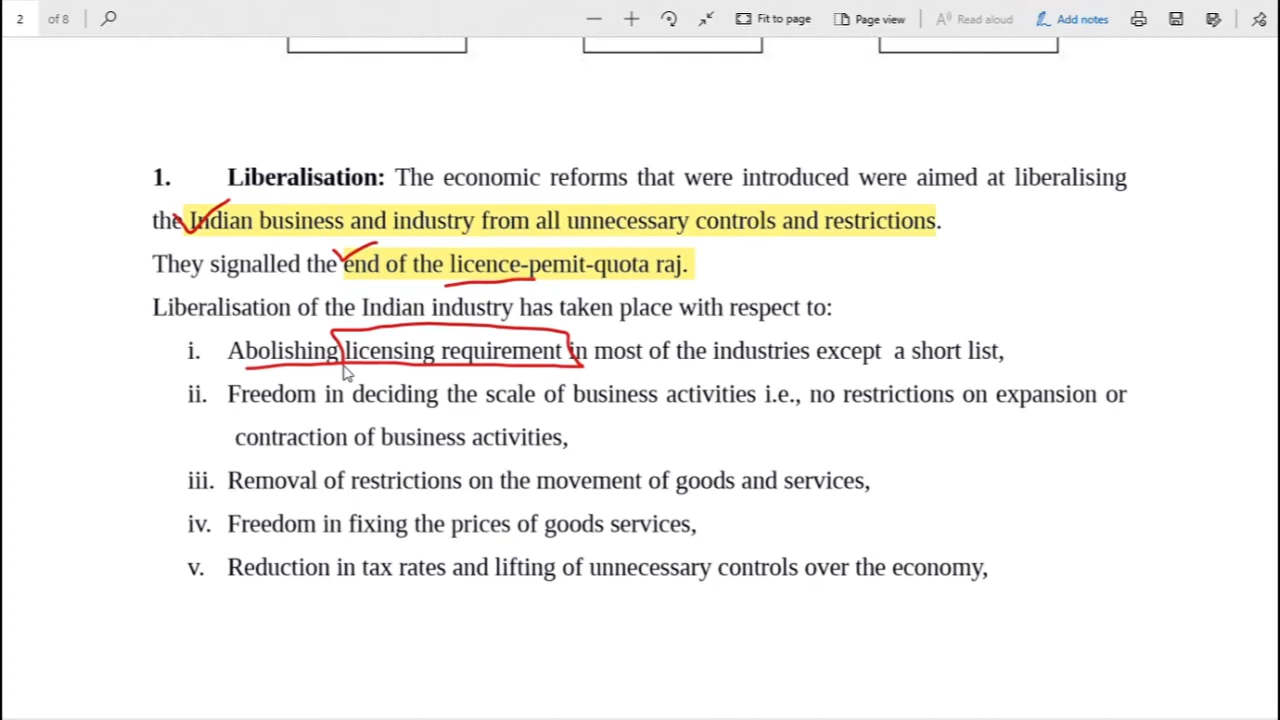 2 of 8 Fit to page Page view Read aloud Add notes
1. Liberalisation: The economic reforms that were introduced were aimed at liberalising
the Indian business and industry from all unnecessary controls and restrictions.
They signalled the end of the licence-pemit-quota raj.
Liberalisation of the Indian industry has taken place with respect to:
i. Abolishing licensing requirement in most of the industries except a short list,
ii. Freedom in deciding the scale of business activities i.e., no restrictions on expansion or
contraction of business activities,
iii. Removal of restrictions on the movement of goods and services,
iv. Freedom in fixing the prices of goods services,
v. Reduction in tax rates and lifting of unnecessary controls over the economy,